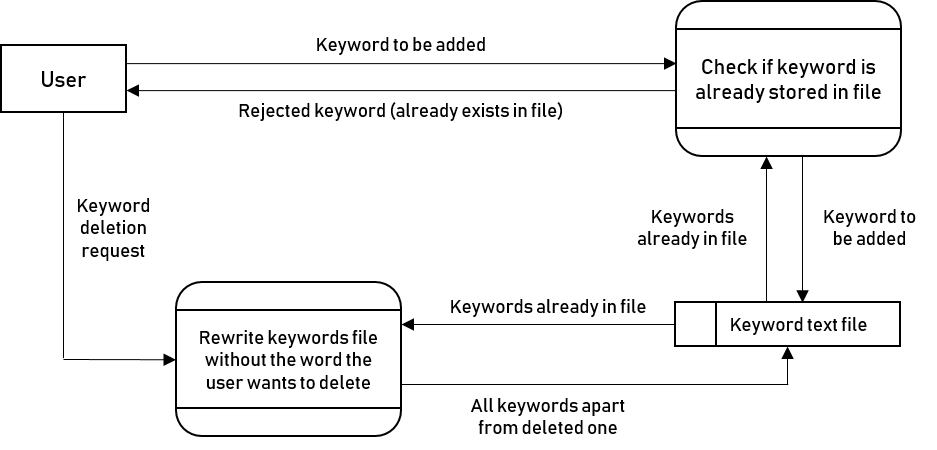 Keyword to be added
User
Check if keyword is
already stored in file
Rejected keyword (already exists in file)
Keyword
deletion
request
Keywords
already in file
Keyword to
be added
Keywords already in file
Keyword text file
Rewrite keywords file
without the word the
user wants to delete
All keywords apart
from deleted one